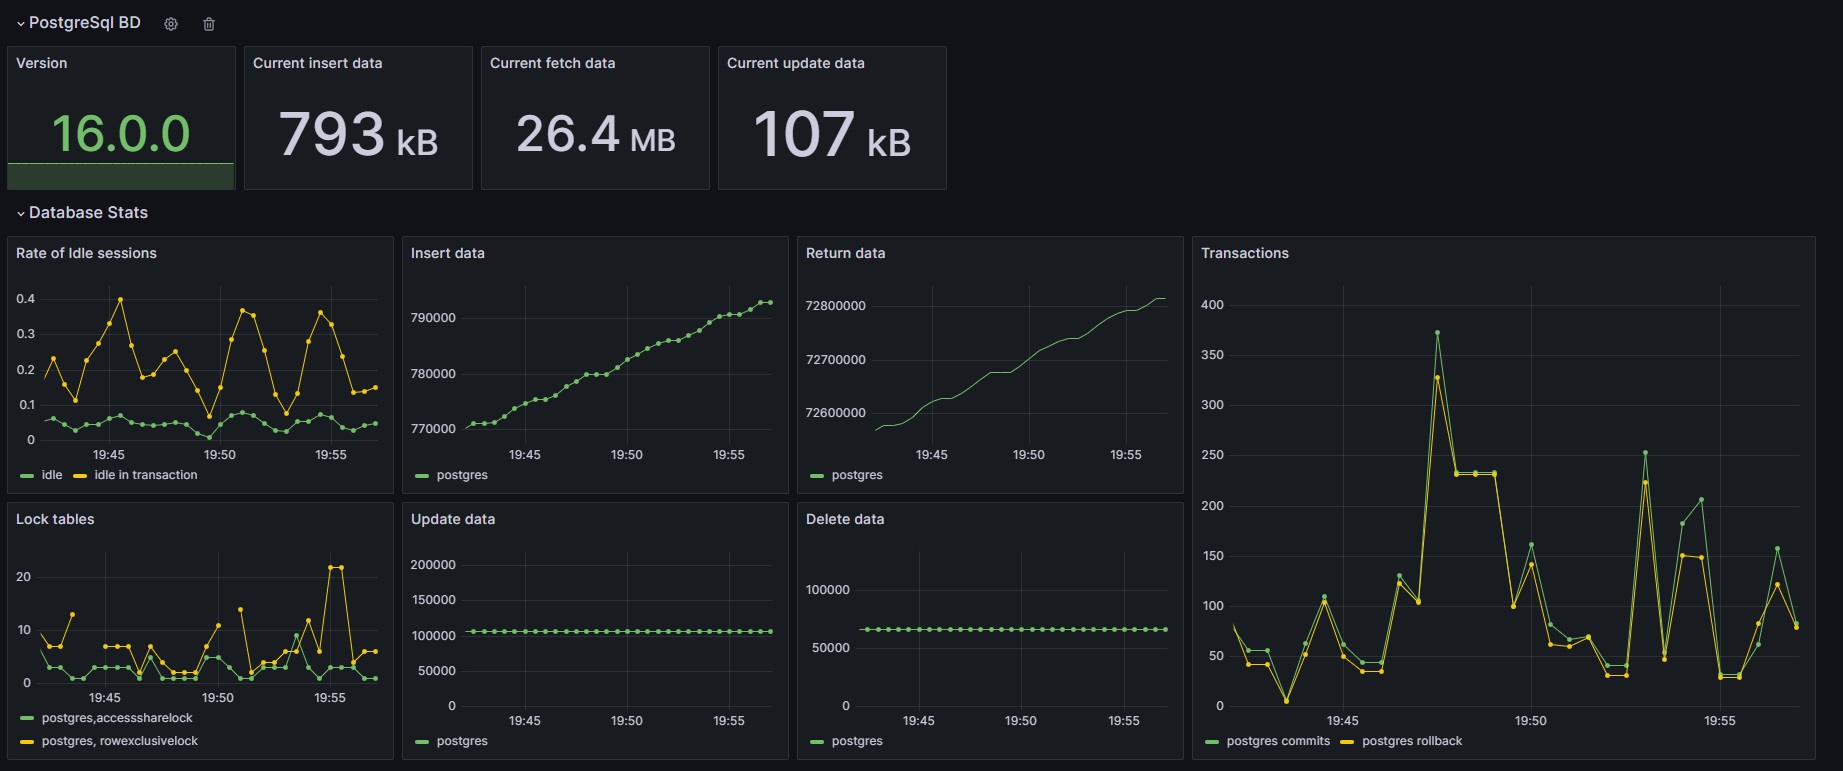 PostgreSql BD
Version
Current insert data
Current fetch data
Current update data
16.0.0
793 kB
26.4 MB
107 kB
Database Stats
Rate of Idle sessions
0.4
0.3
0.2
0.1
0
19:45 19:50 19:55
idle idle in transaction
Insert data
790000
780000
770000
19:45 19:50 19:55
postgres
Return data
72800000
72700000
72600000
19:45 19:50 19:55
postgres
Transactions
400
350
300
250
200
150
100
50
0
19:45 19:50 19:55
postgres commits postgres rollback
Lock tables
20
10
0
19:45 19:50 19:55
postgres,accesssharelock
postgres, rowexclusivelock
Update data
200000
150000
100000
50000
0
19:45 19:50 19:55
postgres
Delete data
100000
50000
0
19:45 19:50 19:55
postgres